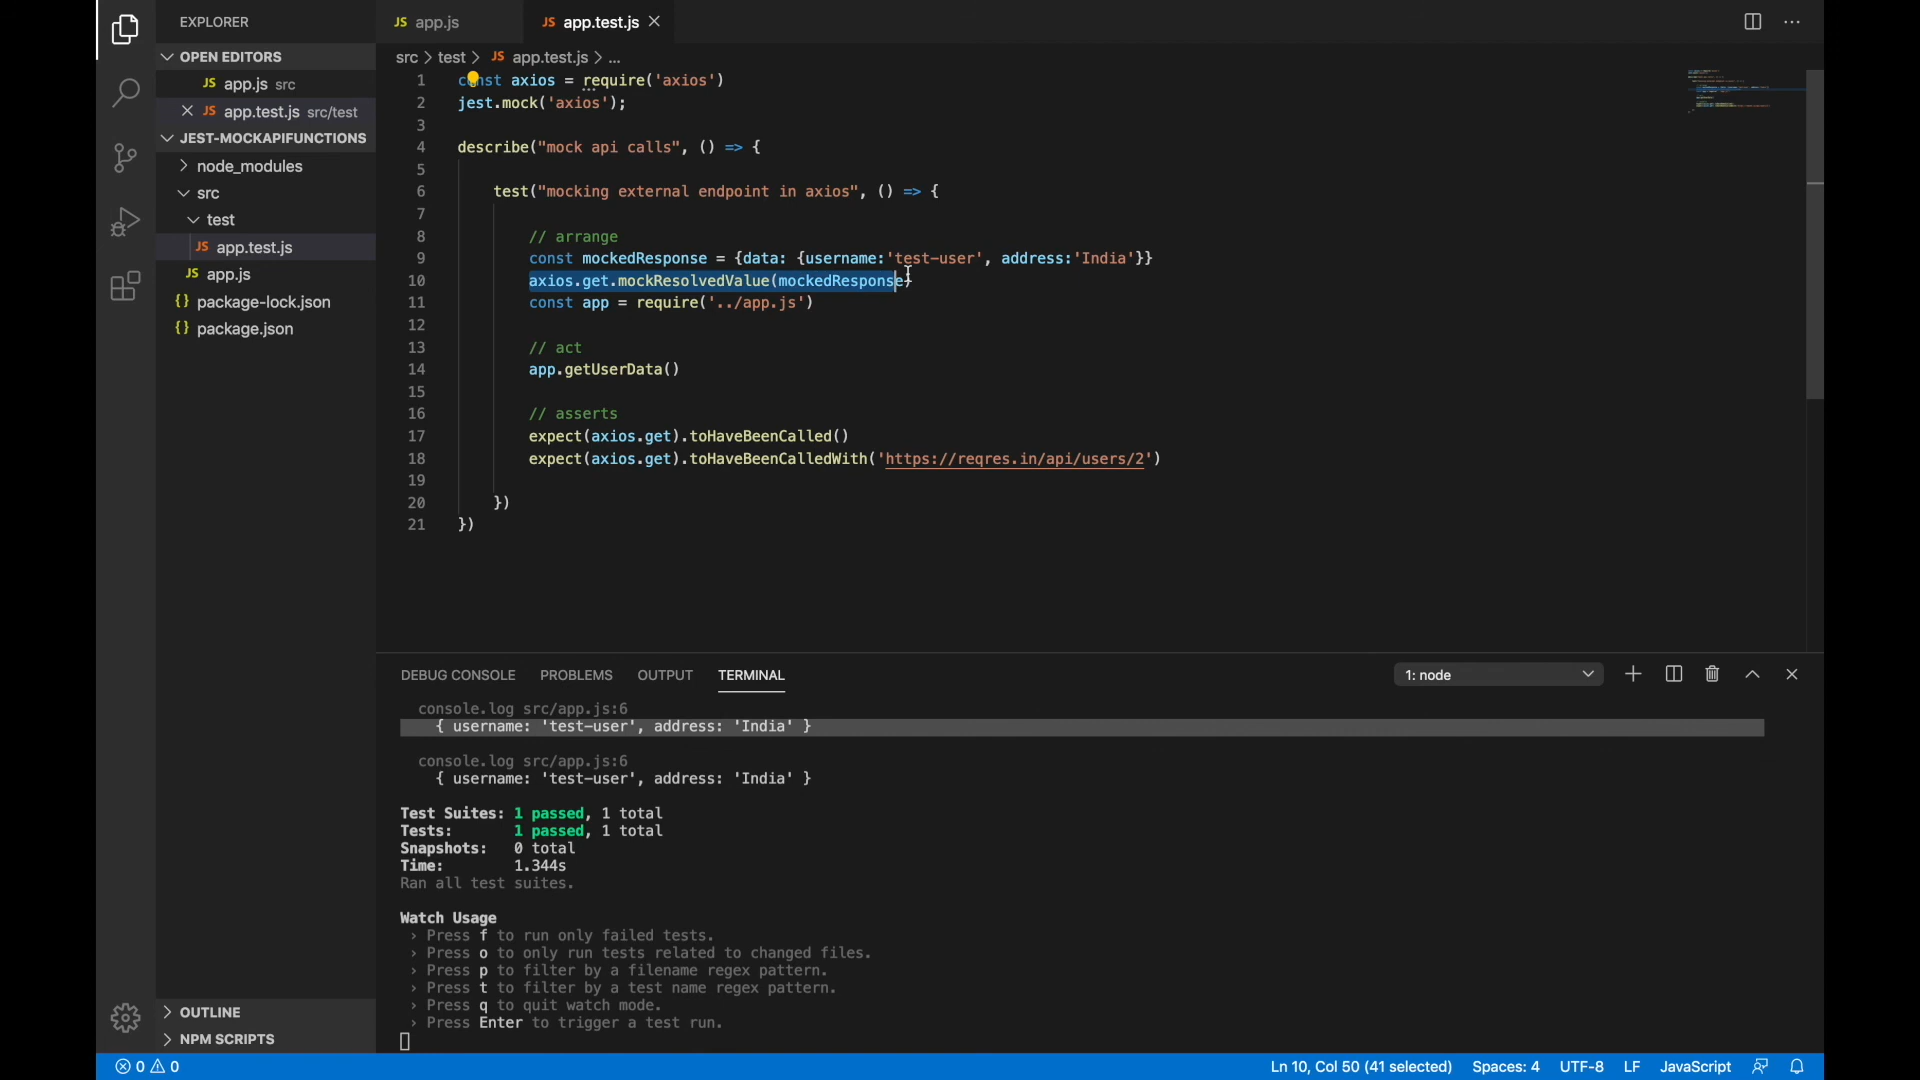 EXPLORER
OPEN EDITORS
JS app.js src
JS app.test.js src/test
JEST-MOCKAPIFUNCTIONS
node_modules
src
test
JS app.test.js
JS app.js
{} package-lock.json
{} package.json
OUTLINE
NPM SCRIPTS
JS app.js
JS app.test.js
src > test > JS app.test.js > ...
1 const axios = require('axios')
2 jest.mock('axios');
3
4 describe("mock api calls", () => {
5
6 test("mocking external endpoint in axios", () => {
7
8 // arrange
9 const mockedResponse = {data: {username:'test-user', address:'India'}}
10 axios.get.mockResolvedValue(mockedResponse)
11 const app = require('../app.js')
12
13 // act
14 app.getUserData()
15
16 // asserts
17 expect(axios.get).toHaveBeenCalled()
18 expect(axios.get).toHaveBeenCalledWith('https://reqres.in/api/users/2')
19
20 })
21 })
DEBUG CONSOLE PROBLEMS OUTPUT TERMINAL
1: node
console.log src/app.js:6
{ username: 'test-user', address: 'India' }
console.log src/app.js:6
{ username: 'test-user', address: 'India' }
Test Suites: 1 passed, 1 total
Tests: 1 passed, 1 total
Snapshots: 0 total
Time: 1.344s
Ran all test suites.
Watch Usage
› Press f to run only failed tests.
› Press o to only run tests related to changed files.
› Press p to filter by a filename regex pattern.
› Press t to filter by a test name regex pattern.
› Press q to quit watch mode.
› Press Enter to trigger a test run.
0 0
Ln 10, Col 50 (41 selected) Spaces: 4 UTF-8 LF JavaScript